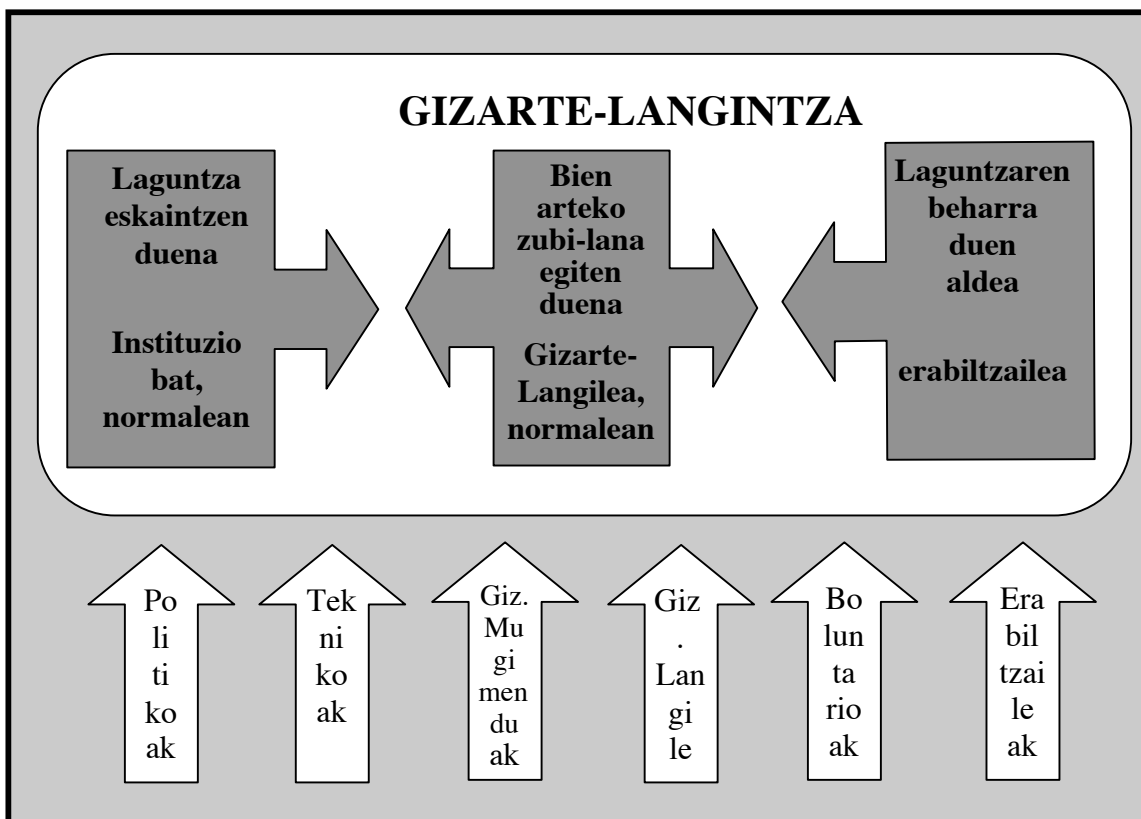 GIZARTE-LANGINTZA
Laguntza
eskaintzen
duena
Instituzio
bat,
normalean
Bien
arteko
zubi-lana
egiten
duena
Gizarte-
Langilea,
normalean
Laguntzaren
beharra
duen
aldea
erabiltzailea
Po
li
ti
ko
ak
Tek
ni
ko
ak
Giz.
Mu
gi
men
du
ak
Giz
.
Lan
gi
le
Bo
lun
ta
rio
ak
Era
bil
tzai
le
ak